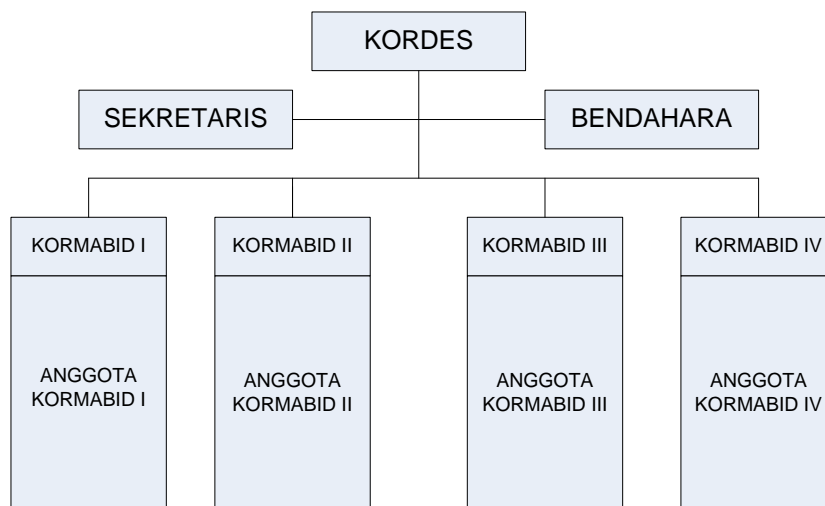 KORDES
SEKRETARIS
BENDAHARA
KORMABID I
KORMABID II
KORMABID III
KORMABID IV
ANGGOTA
KORMABID I
ANGGOTA
KORMABID II
ANGGOTA
KORMABID III
ANGGOTA
KORMABID IV